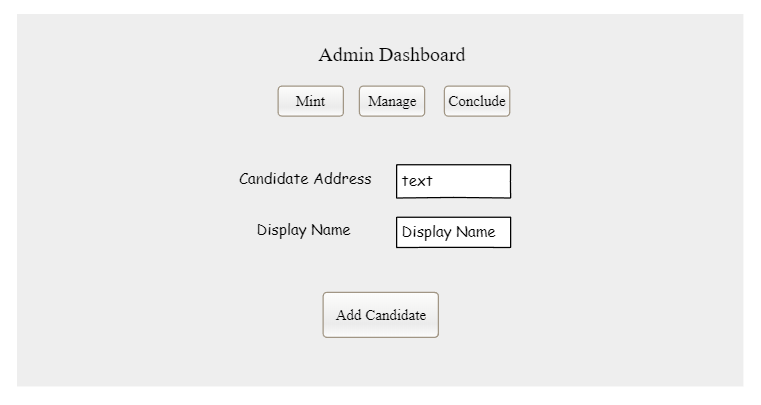 Admin Dashboard
Mint Manage Conclude
Candidate Address text
Display Name Display Name
Add Candidate